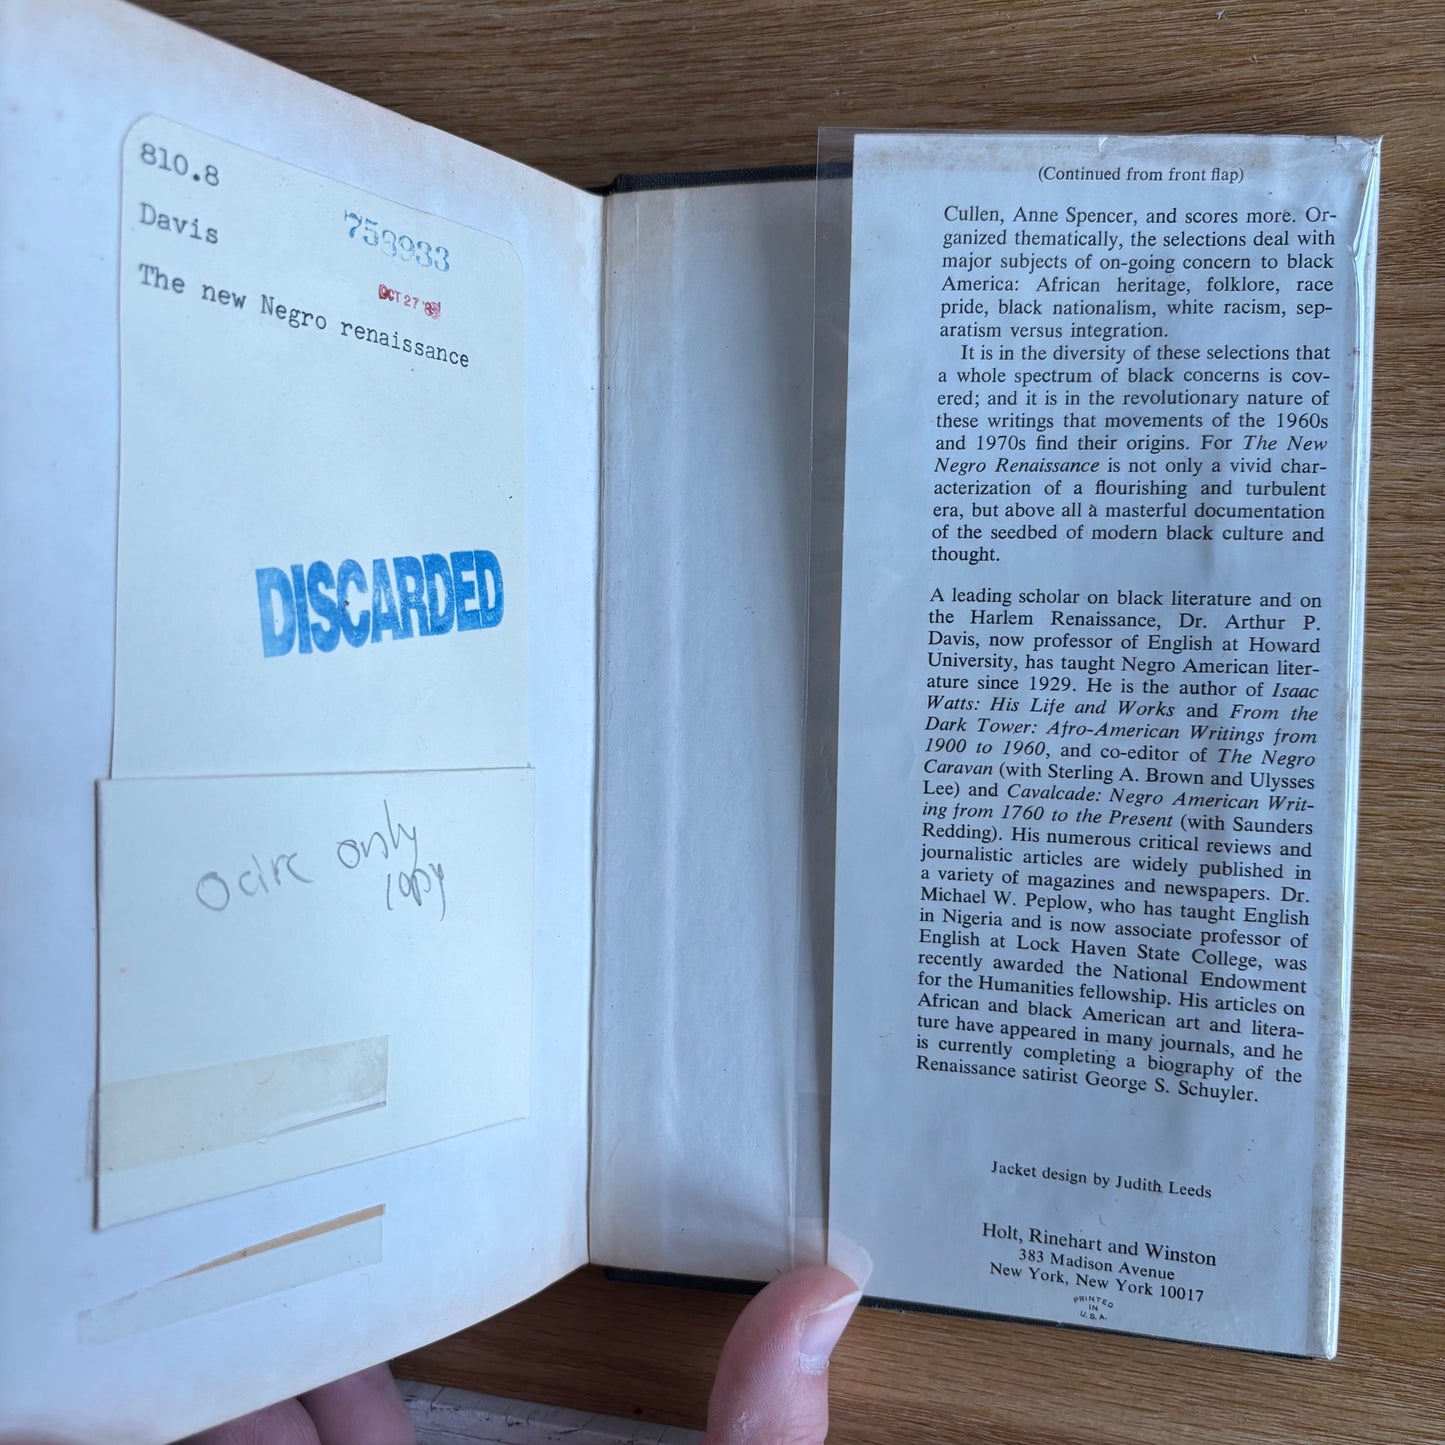 810.8
Davis
759933
OCT 27 '8
The new Negro renaissance
DISCARDED
0 circ only
copy
(Continued from front flap)
Cullen, Anne Spencer, and scores more. Or-
ganized thematically, the selections deal with
major subjects of on-going concern to black
America: African heritage, folklore, race
pride, black nationalism, white racism, sep-
aratism versus integration.
It is in the diversity of these selections that
a whole spectrum of black concerns is cov-
ered; and it is in the revolutionary nature of
these writings that movements of the 1960s
and 1970s find their origins. For The New
Negro Renaissance is not only a vivid char-
acterization of a flourishing and turbulent
era, but above all a masterful documentation
of the seedbed of modern black culture and
thought.
A leading scholar on black literature and on
the Harlem Renaissance, Dr. Arthur P.
Davis, now professor of English at Howard
University, has taught Negro American liter-
ature since 1929. He is the author of Isaac
Watts: His Life and Works and From the
Dark Tower: Afro-American Writings from
1900 to 1960, and co-editor of The Negro
Caravan (with Sterling A. Brown and Ulysses
Lee) and Cavalcade: Negro American Writ-
ing from 1760 to the Present (with Saunders
Redding). His numerous critical reviews and
journalistic articles are widely published in
a variety of magazines and newspapers. Dr.
Michael W. Peplow, who has taught English
in Nigeria and is now associate professor of
English at Lock Haven State College, was
recently awarded the National Endowment
for the Humanities fellowship. His articles on
African and black American art and litera-
ture have appeared in many journals, and he
is currently completing a biography of the
Renaissance satirist George S. Schuyler.
Jacket design by Judith Leeds
Holt, Rinehart and Winston
383 Madison Avenue
New York, New York 10017
PRINTED
IN
U.S.A.